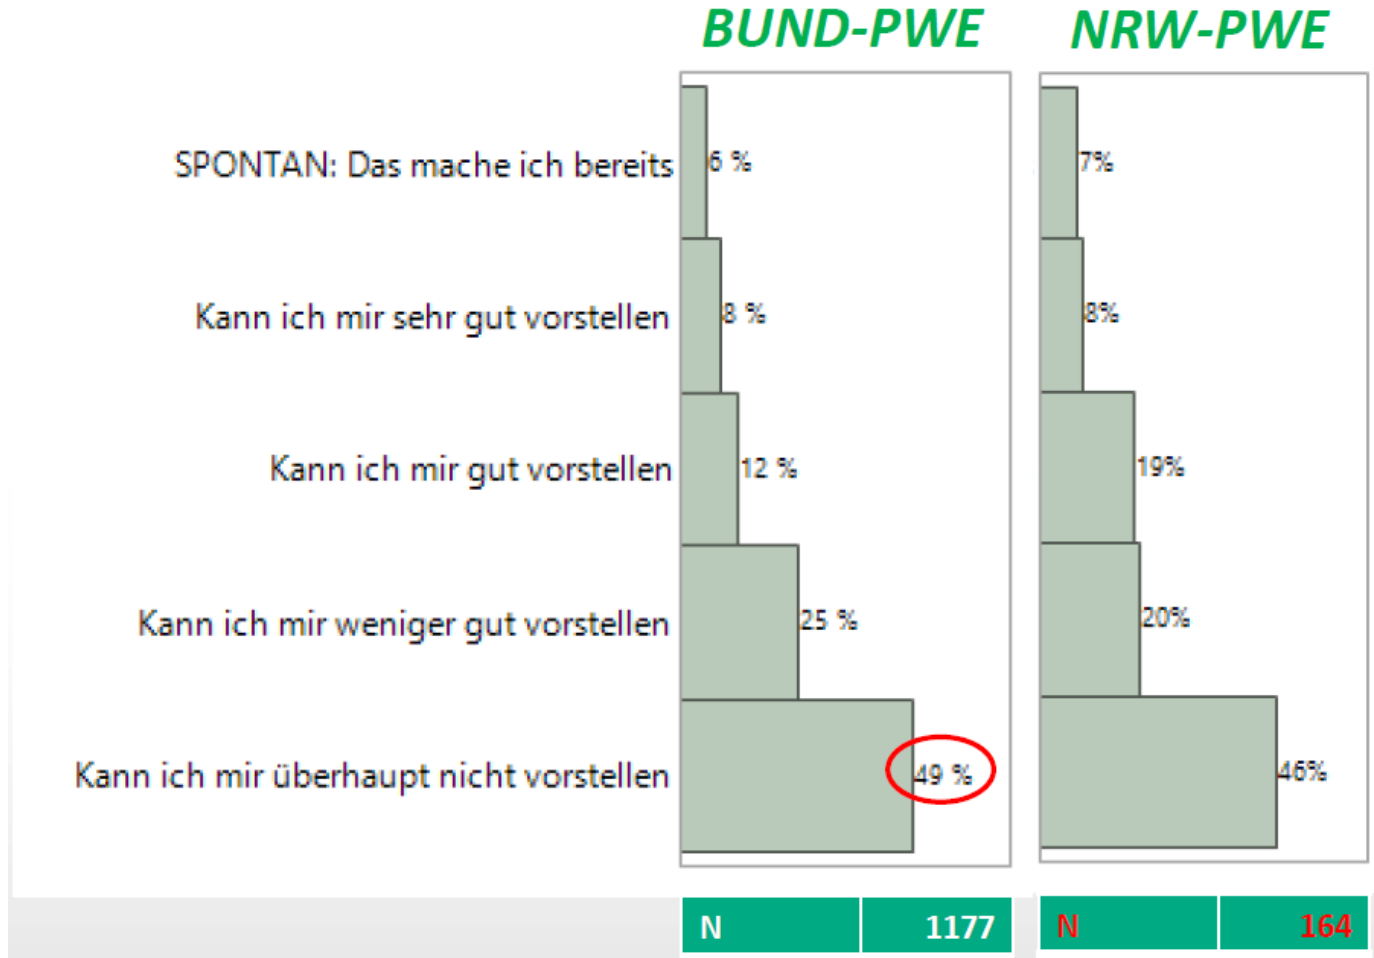 BUND-PWE NRW-PWE
SPONTAN: Das mache ich bereits 6 % 7%
Kann ich mir sehr gut vorstellen 8 % 8%
Kann ich mir gut vorstellen 12 % 19%
Kann ich mir weniger gut vorstellen 25 % 20%
Kann ich mir überhaupt nicht vorstellen 49 % 46%
N 1177 N 164